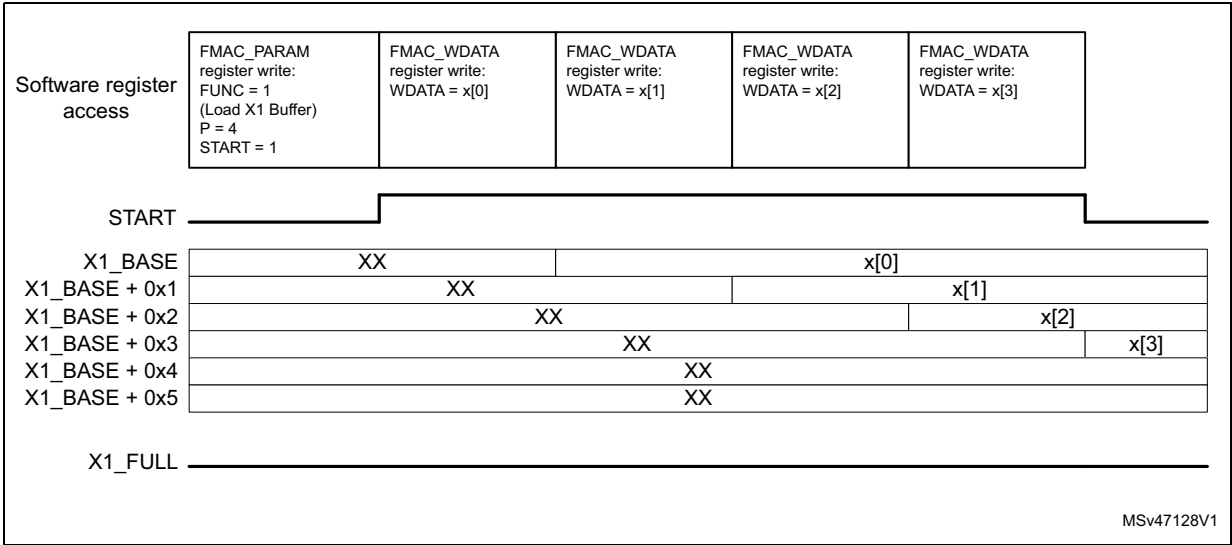 Software register
access
FMAC_PARAM
register write:
FUNC = 1
(Load X1 Buffer)
P = 4
START = 1
FMAC_WDATA
register write:
WDATA = x[0]
FMAC_WDATA
register write:
WDATA = x[1]
FMAC_WDATA
register write:
WDATA = x[2]
FMAC_WDATA
register write:
WDATA = x[3]
START
X1_BASE XX x[0]
X1_BASE + 0x1 XX x[1]
X1_BASE + 0x2 XX x[2]
X1_BASE + 0x3 XX x[3]
X1_BASE + 0x4 XX
X1_BASE + 0x5 XX
X1_FULL
MSv47128V1